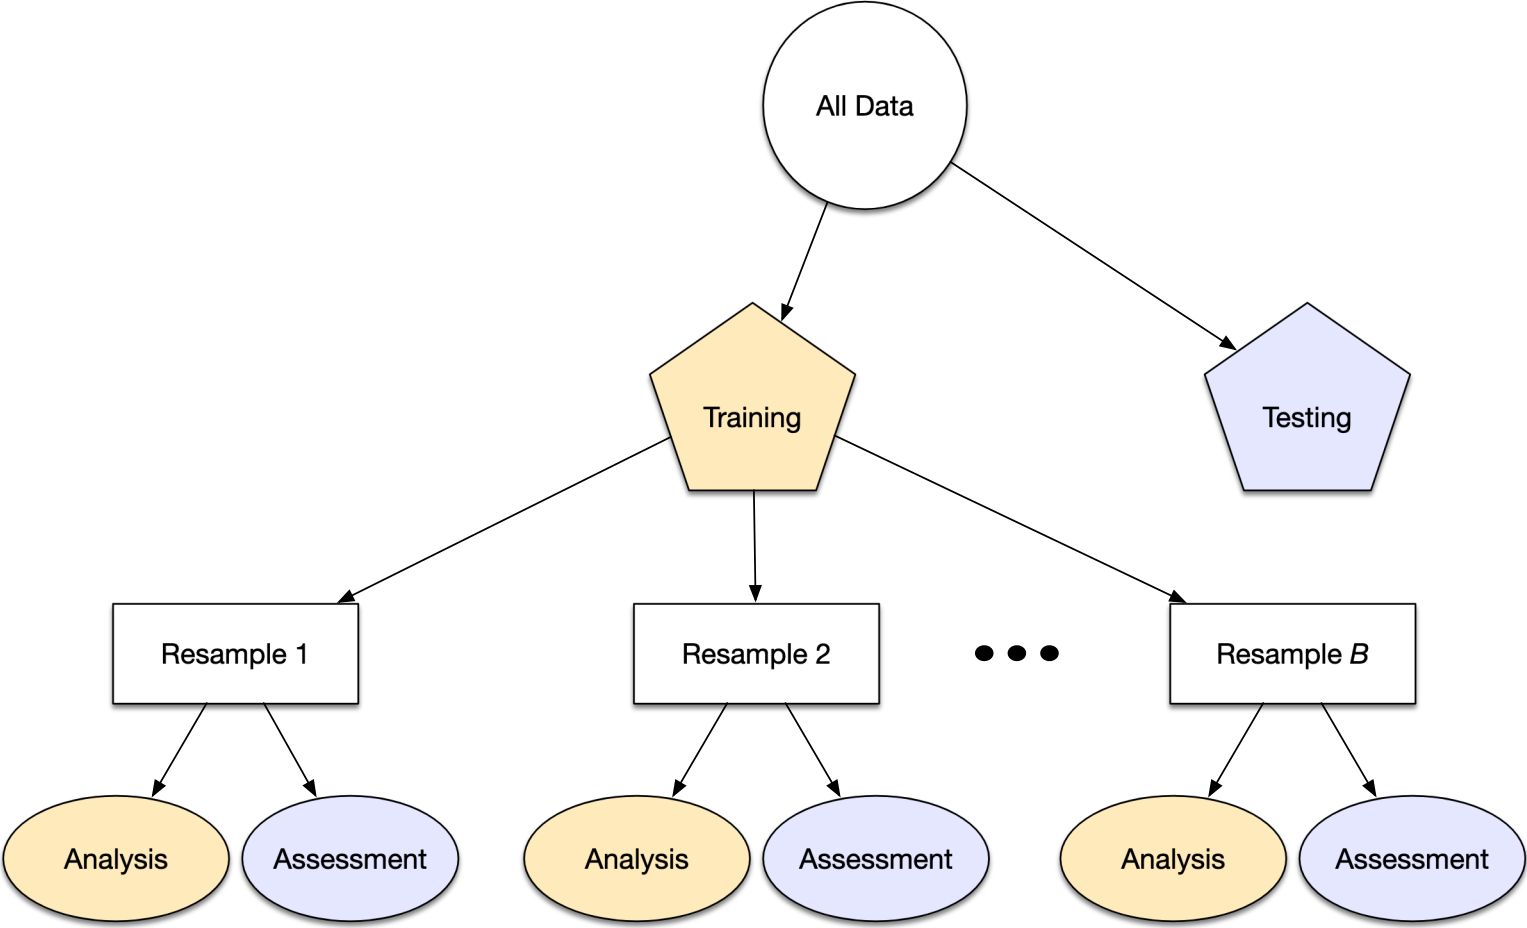 All Data
Training
Testing
Resample 1
Resample 2
Resample B
Analysis
Assessment
Analysis
Assessment
Analysis
Assessment